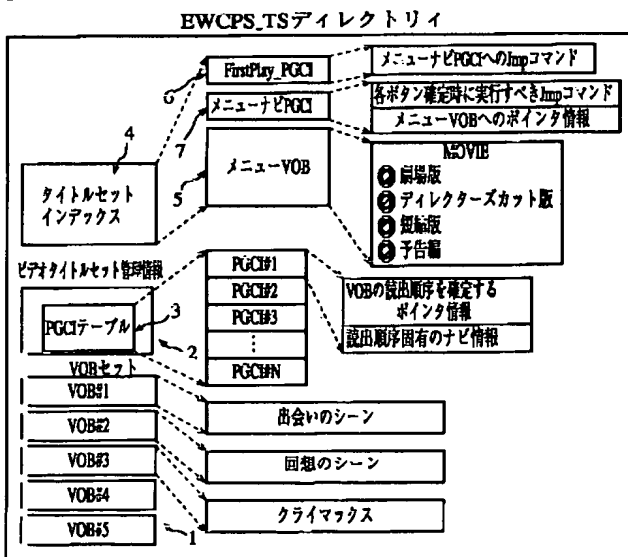 EWCPS_TSディレクトリィ
FirstPlay_PGCI
メニューナビPGCIへのJmpコマンド
6
メニューナビPGCI
各ボタン確定時に実行すべきJmpコマンド
メニューVOBへのポインタ情報
7
4
タイトルセット
インデックス
5
メニューVOB
MOVIE
劇場版
ディレクターズカット版
短編版
予告編
ビデオタイトルセット管理情報
PGCIテーブル
3
2
PGCI#1
PGCI#2
PGCI#3
⋮
PGCI#N
VOBの読出順序を確定する
ポインタ情報
読出順序固有のナビ情報
VOBセット
VOB#1
VOB#2
VOB#3
VOB#4
VOB#5
1
出会いのシーン
回想のシーン
クライマックス